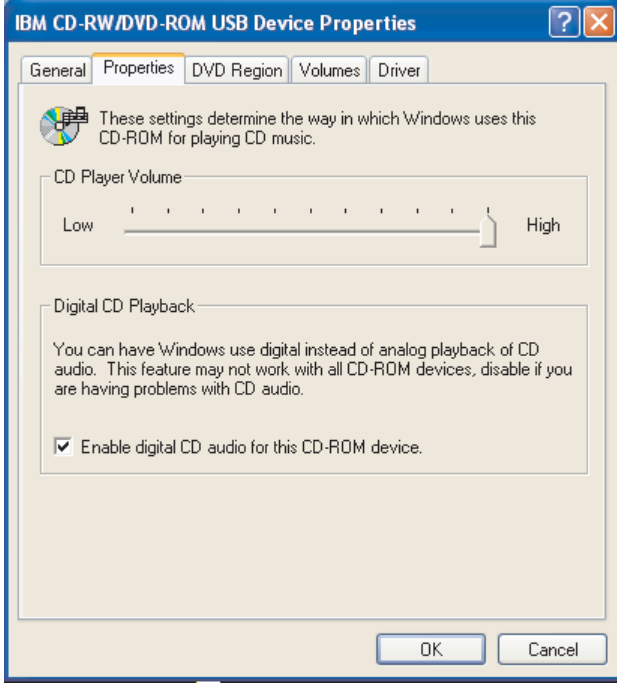 IBM CD-RW/DVD-ROM USB Device Properties
General Properties DVD Region Volumes Driver
These settings determine the way in which Windows uses this
CD-ROM for playing CD music.
CD Player Volume
Low High
Digital CD Playback
You can have Windows use digital instead of analog playback of CD
audio. This feature may not work with all CD-ROM devices, disable if you
are having problems with CD audio.
Enable digital CD audio for this CD-ROM device.
OK Cancel